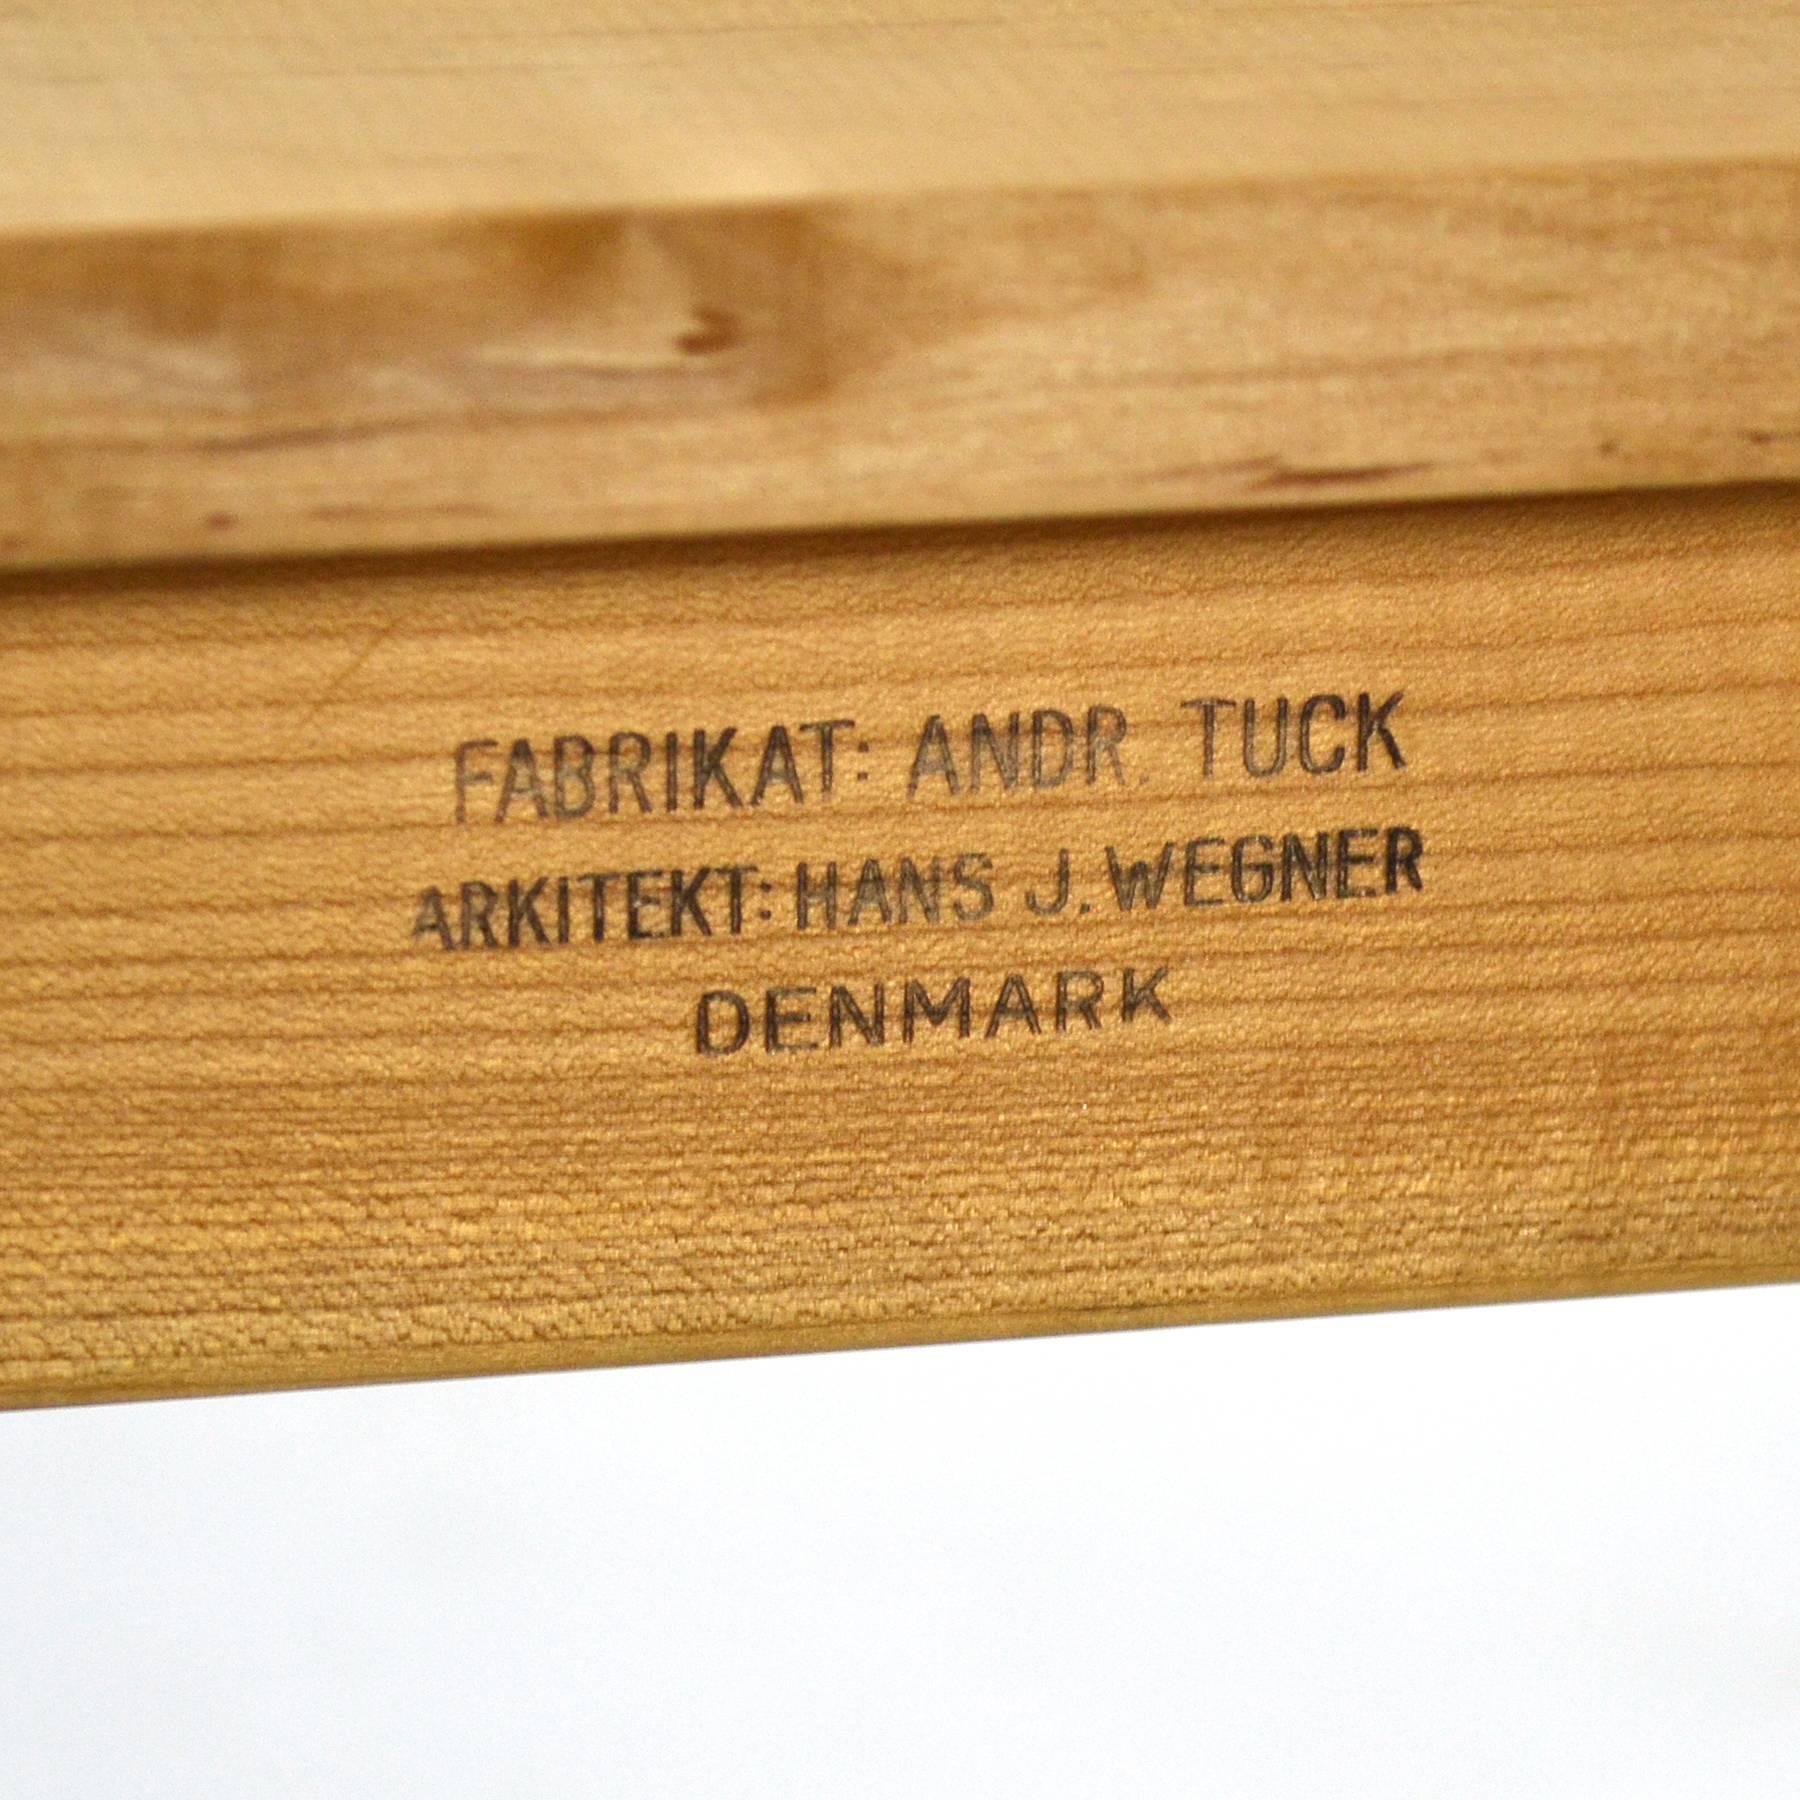 FABRIKAT: ANDR. TUCK
ARKITEKT: HANS J. WEGNER
DENMARK